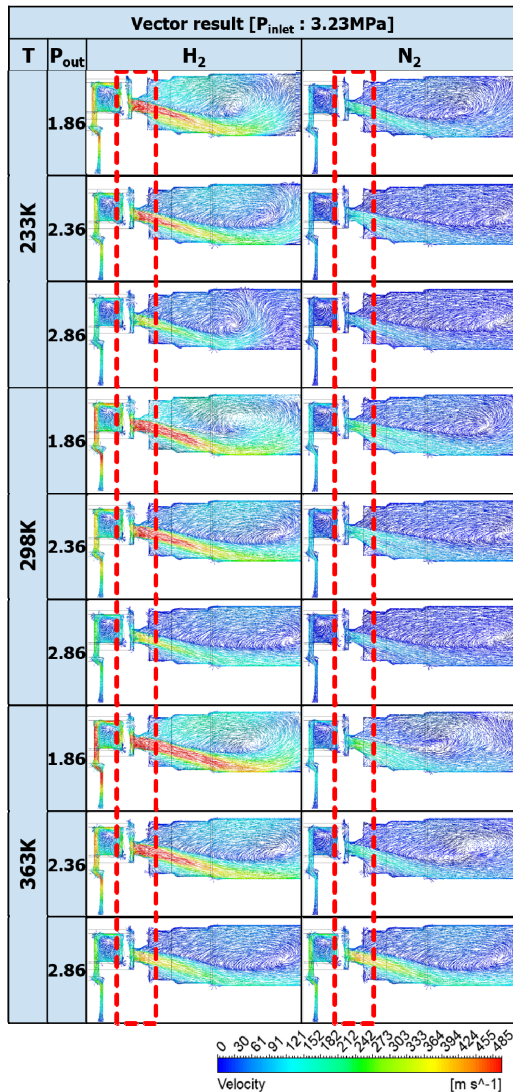 Vector result [P_inlet : 3.23MPa]
T P_out H₂ N₂
233K
1.86
2.36
2.86
298K
1.86
2.36
2.86
363K
1.86
2.36
2.86
0 30 61 91 121 152 182 212 242 273 303 333 364 394 424 455 485
Velocity [m s^-1]